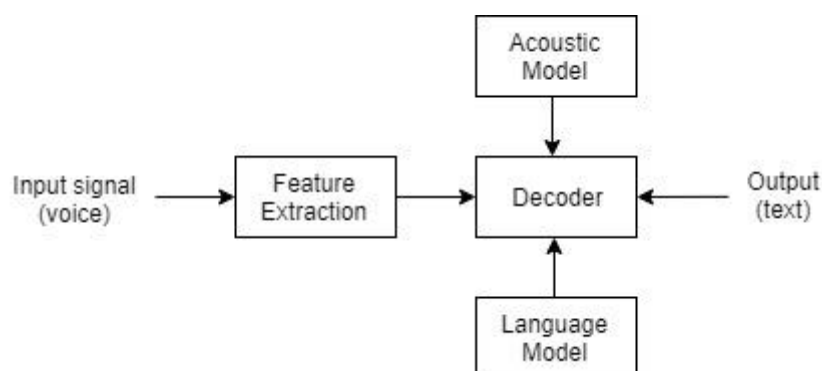 Acoustic
Model
Input signal
(voice)
Feature
Extraction
Decoder
Output
(text)
Language
Model